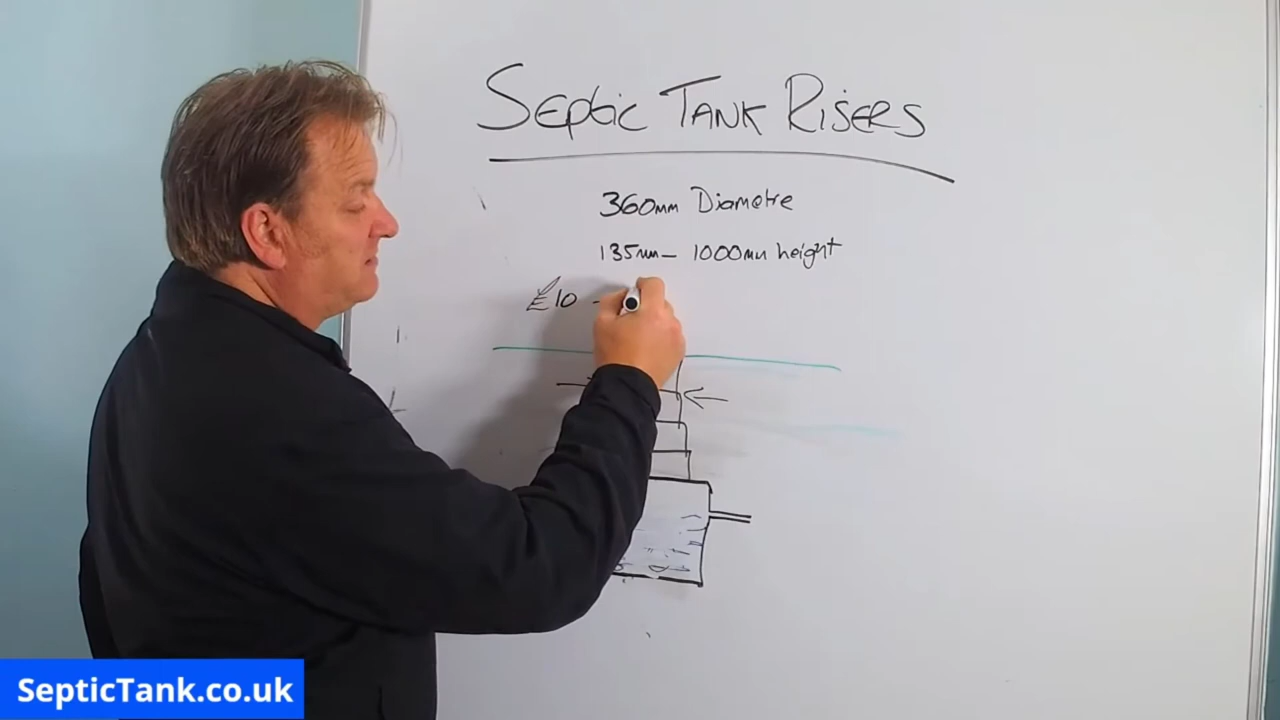 SEptic TANK RISERS
360mm Diametre
135mm - 1000mm height
£10 -
SepticTank.co.uk